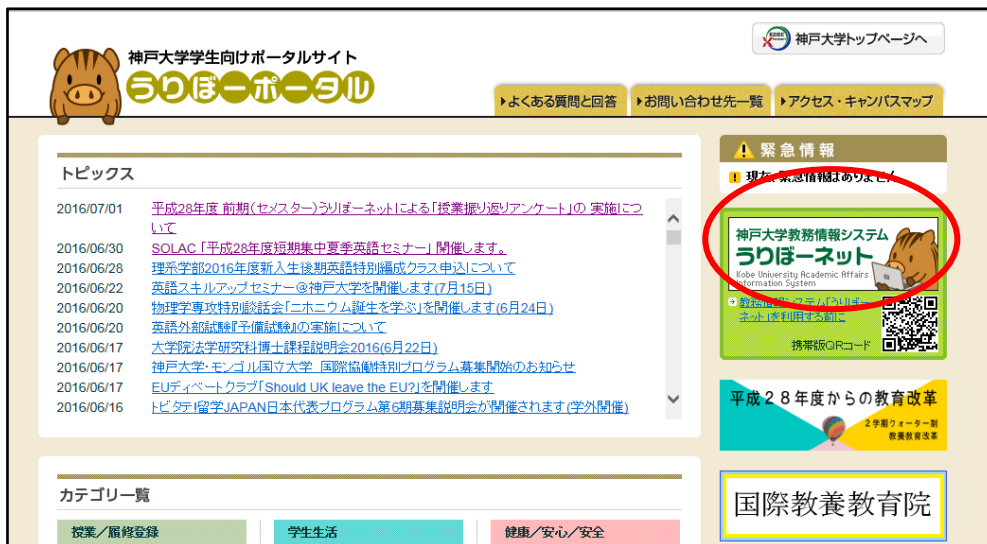 神戸大学トップページへ
神戸大学学生向けポータルサイト
うりぼーポータル
よくある質問と回答
お問い合わせ先一覧
アクセス・キャンパスマップ
トピックス
2016/07/01 平成28年度 前期(セメスター)うりぼーネットによる「授業振り返りアンケート」の 実施につ
いて
2016/06/30 SOLAC 「平成28年度短期集中夏季英語セミナー」 開催します。
2016/06/28 理系学部2016年度新入生後期英語特別編成クラス申込について
2016/06/22 英語スキルアップセミナー@神戸大学を開催します(7月15日)
2016/06/20 物理学専攻特別談話会「ニホニウム誕生を学ぶ」を開催します(6月24日)
2016/06/20 英語外部試験『予備試験』の実施について
2016/06/17 大学院法学研究科博士課程説明会2016(6月22日)
2016/06/17 神戸大学・モンゴル国立大学 国際協働特別プログラム募集開始のお知らせ
2016/06/17 EUディベートクラブ「Should UK leave the EU?」を開催します
2016/06/16 トビタテ!留学JAPAN日本代表プログラム第6期募集説明会が開催されます(学外開催)
緊急情報
現在、緊急情報はありません
神戸大学教務情報システム
うりぼーネット
Kobe University Academic Affairs
Information System
教務情報システム「うりぼー
ネット」を利用する前に
携帯版QRコード
平成28年度からの教育改革
2学期クォーター制
教養教育改革
国際教養教育院
カテゴリ一覧
授業/履修登録
学生生活
健康/安心/安全